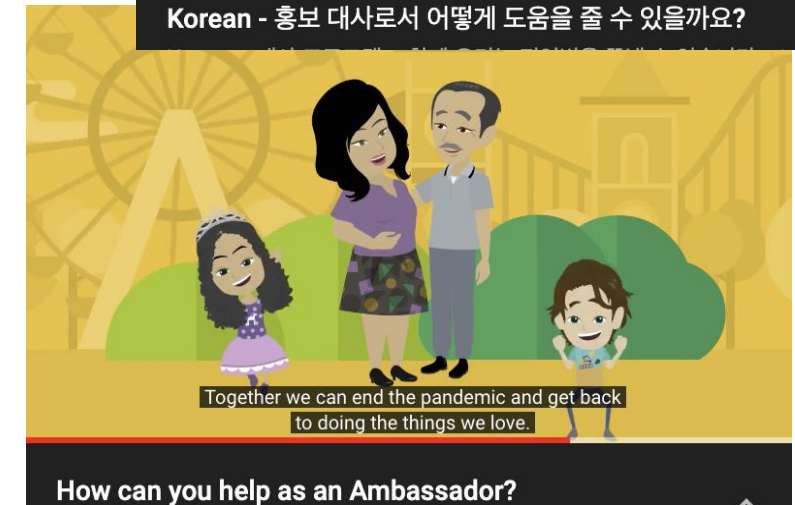 Korean - 홍보 대사로서 어떻게 도움을 줄 수 있을까요?
Together we can end the pandemic and get back
to doing the things we love.
How can you help as an Ambassador?